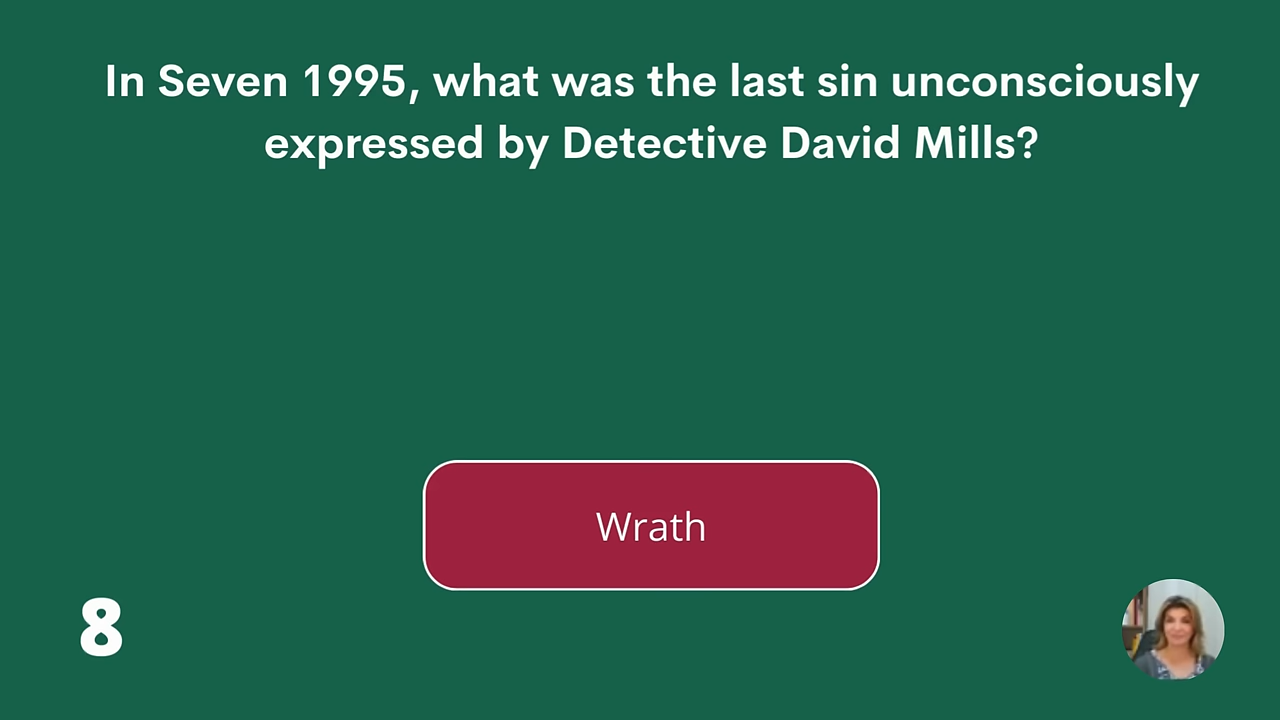 In Seven 1995, what was the last sin unconsciously
expressed by Detective David Mills?
Wrath
8